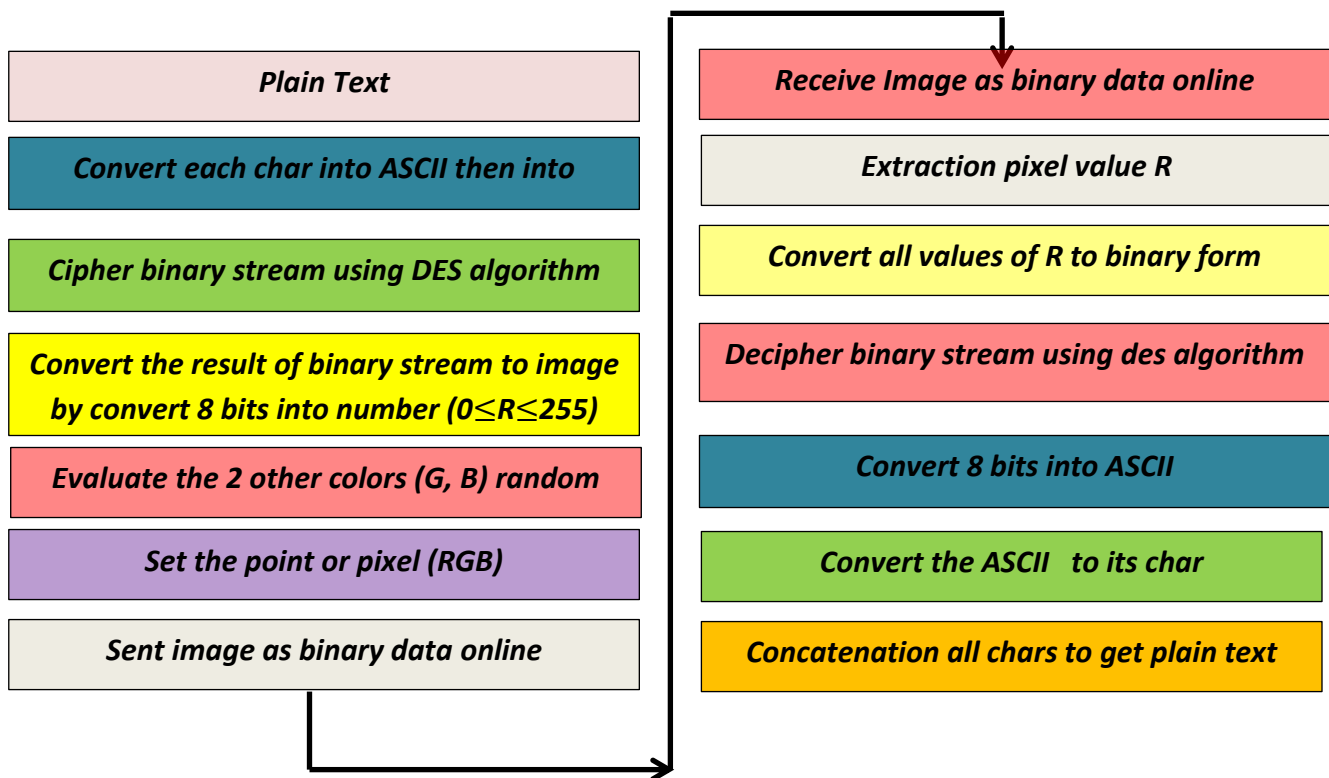 Plain Text
Convert each char into ASCII then into
Cipher binary stream using DES algorithm
Convert the result of binary stream to image
by convert 8 bits into number (0≤R≤255)
Evaluate the 2 other colors (G, B) random
Set the point or pixel (RGB)
Sent image as binary data online
Receive Image as binary data online
Extraction pixel value R
Convert all values of R to binary form
Decipher binary stream using des algorithm
Convert 8 bits into ASCII
Convert the ASCII to its char
Concatenation all chars to get plain text